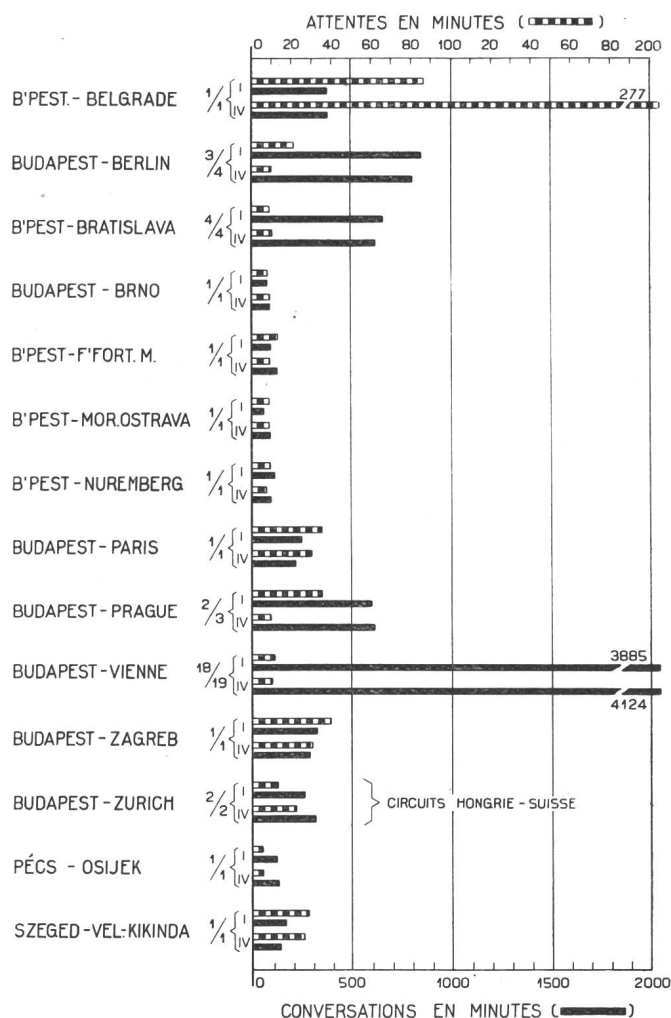 ATTENTES EN MINUTES ( )
0 20 40 60 80 100 20 40 60 80 200
B'PEST.-BELGRADE 1/1 I IV 277
BUDAPEST-BERLIN 3/4 I IV
B'PEST-BRATISLAVA 4/4 I IV
BUDAPEST - BRNO 1/1 I IV
B'PEST-F'FORT. M. 1/1 I IV
B'PEST-MOR.OSTRAVA 1/1 I IV
B'PEST-NUREMBERG 1/1 I IV
BUDAPEST-PARIS 1/1 I IV
BUDAPEST-PRAGUE 2/3 I IV
BUDAPEST-VIENNE 18/19 I IV 3885 4124
BUDAPEST-ZAGREB 1/1 I IV
BUDAPEST-ZURICH 2/2 I IV CIRCUITS HONGRIE-SUISSE
PÉCS - OSIJEK 1/1 I IV
SZEGED-VEL.-KIKINDA 1/1 I IV
0 500 1000 1500 2000
CONVERSATIONS EN MINUTES ( )